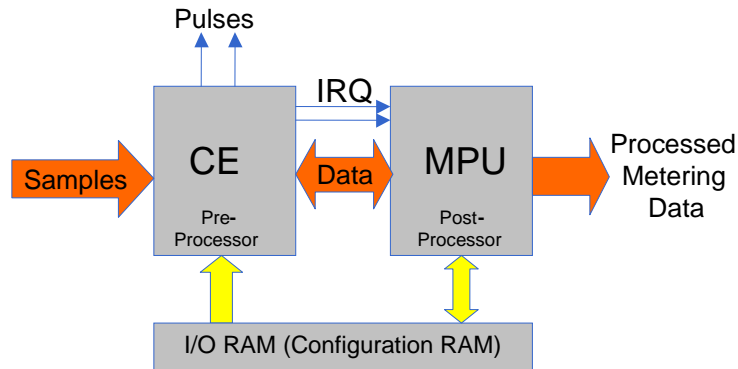 Pulses
IRQ
CE
MPU
Samples
Data
Processed
Metering
Data
Pre-
Processor
Post-
Processor
I/O RAM (Configuration RAM)